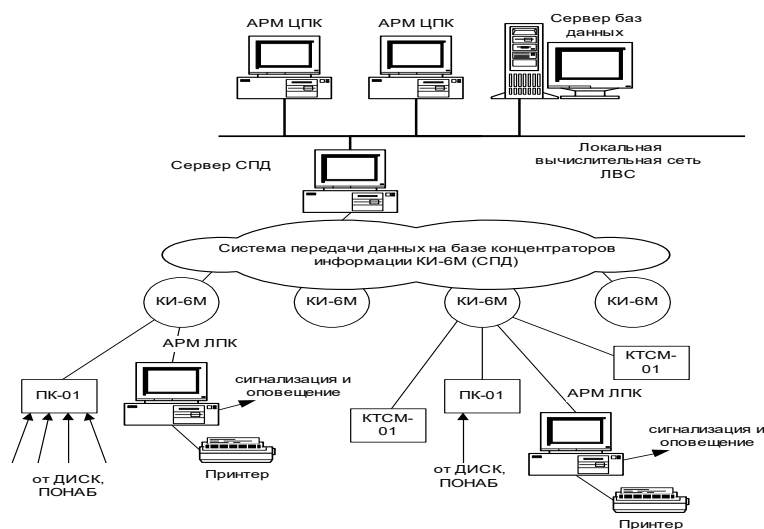 АРМ ЦПК
АРМ ЦПК
Сервер баз
данных
Сервер СПД
Локальная
вычислительная сеть
ЛВС
Система передачи данных на базе концентраторов
информации КИ-6М (СПД)
КИ-6М
КИ-6М
КИ-6М
КИ-6М
АРМ ЛПК
КТСМ-
01
ПК-01
сигнализация и
оповещение
КТСМ-
01
ПК-01
АРМ ЛПК
сигнализация и
оповещение
от ДИСК,
ПОНАБ
Принтер
от ДИСК,
ПОНАБ
Принтер